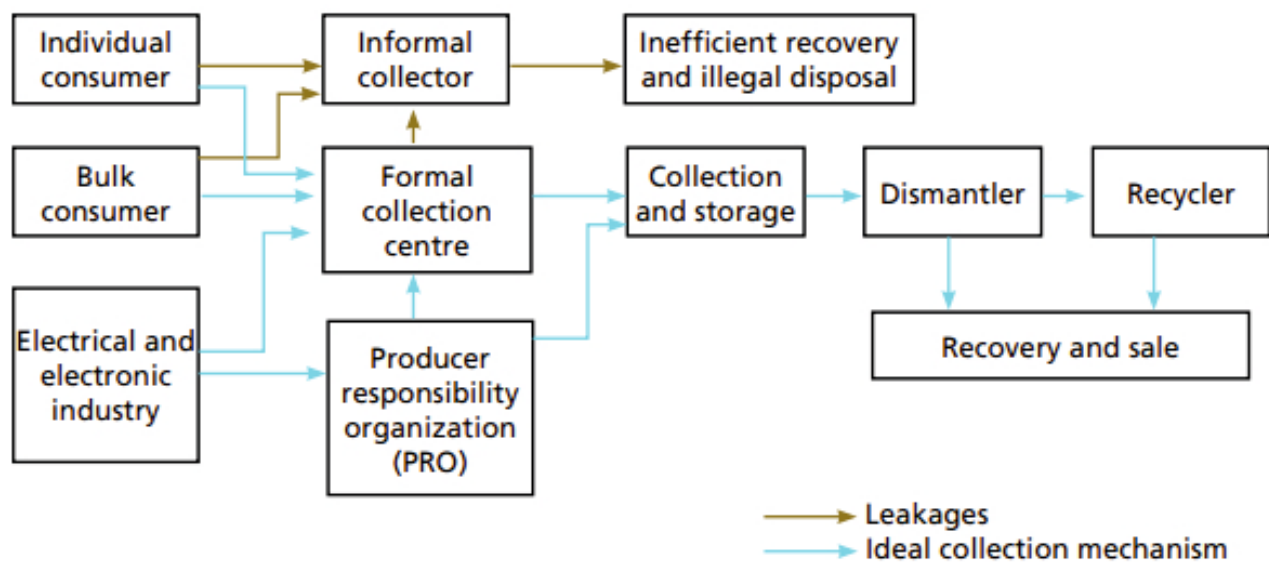 Individual
consumer
Informal
collector
Inefficient recovery
and illegal disposal
Bulk
consumer
Formal
collection
centre
Collection
and storage
Dismantler
Recycler
Electrical and
electronic
industry
Producer
responsibility
organization
(PRO)
Recovery and sale
Leakages
Ideal collection mechanism